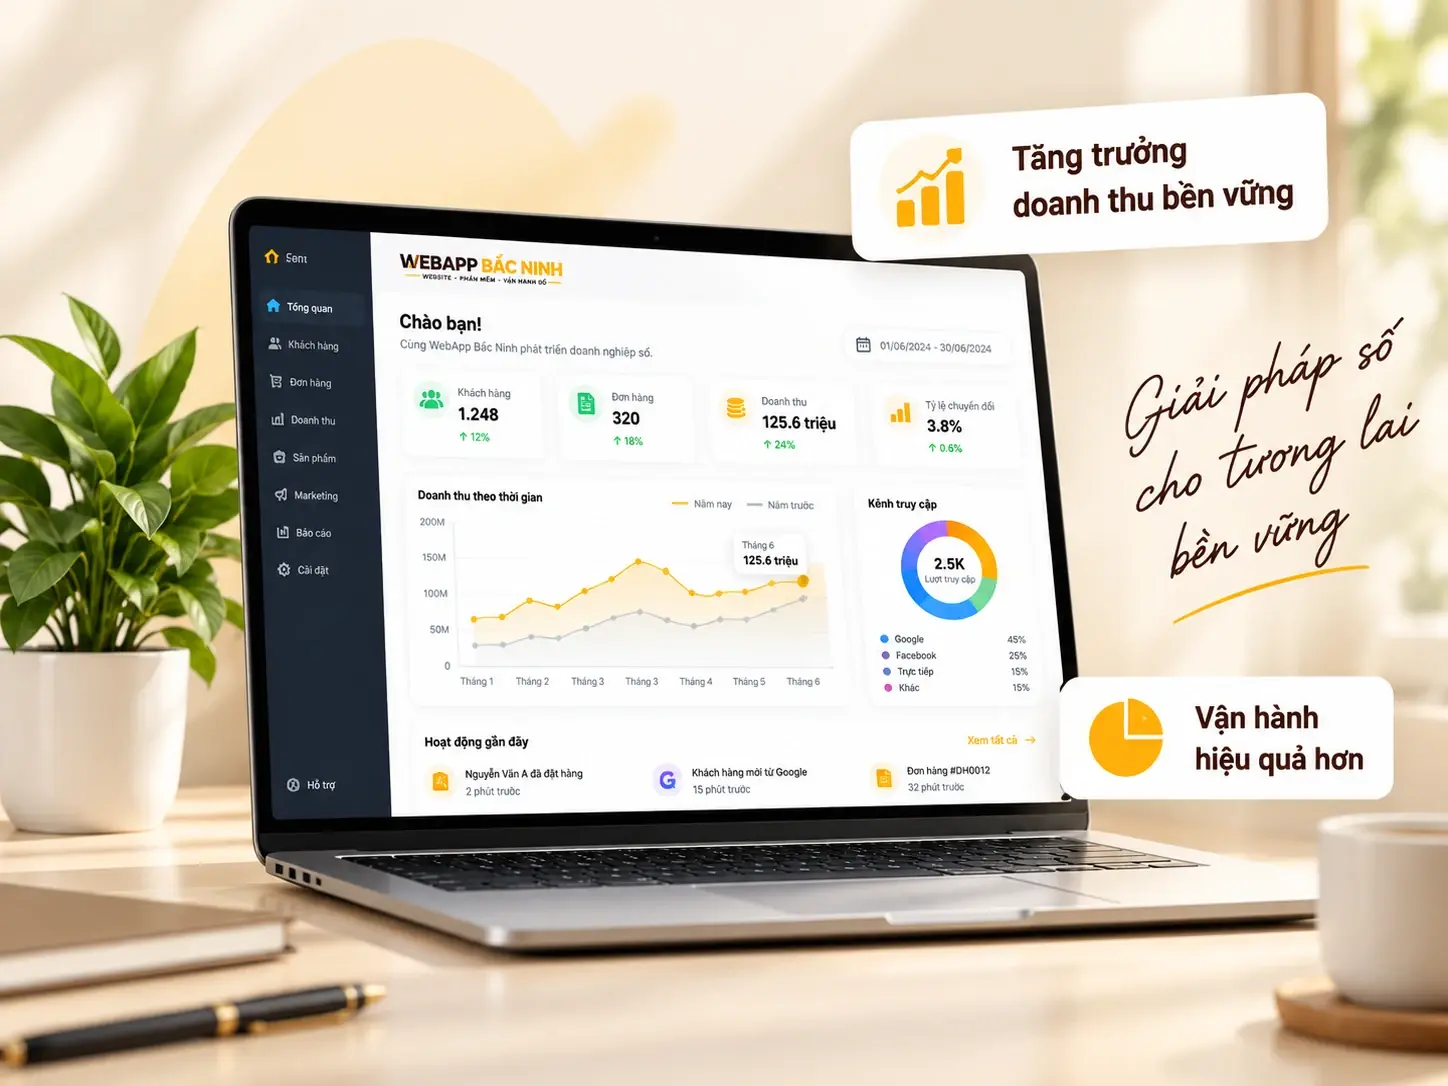 Tăng trưởng
doanh thu bền vững
Giải pháp số
cho tương lai
bền vững
Vận hành
hiệu quả hơn
Sent
Tổng quan
Khách hàng
Đơn hàng
Doanh thu
Sản phẩm
Marketing
Báo cáo
Cài đặt
Hỗ trợ
WEBAPP BẮC NINH
WEBSITE - PHẦN MỀM - VẬN HÀNH SỐ
Chào bạn!
Cùng WebApp Bắc Ninh phát triển doanh nghiệp số.
01/06/2024 - 30/06/2024
Khách hàng
1.248
↑ 12%
Đơn hàng
320
↑ 18%
Doanh thu
125.6 triệu
↑ 24%
Tỷ lệ chuyển đổi
3.8%
↑ 0.6%
Doanh thu theo thời gian
Năm nay
Năm trước
200M
150M
100M
50M
0
Tháng 6
125.6 triệu
Tháng 1
Tháng 2
Tháng 3
Tháng 3
Tháng 4
Tháng 5
Tháng 6
Kênh truy cập
2.5K
Lượt truy cập
Google 45%
Facebook 25%
Trực tiếp 15%
Khác 15%
Hoạt động gần đây
Xem tất cả →
Nguyễn Văn A đã đặt hàng
2 phút trước
G
Khách hàng mới từ Google
15 phút trước
Đơn hàng #DH0012
32 phút trước